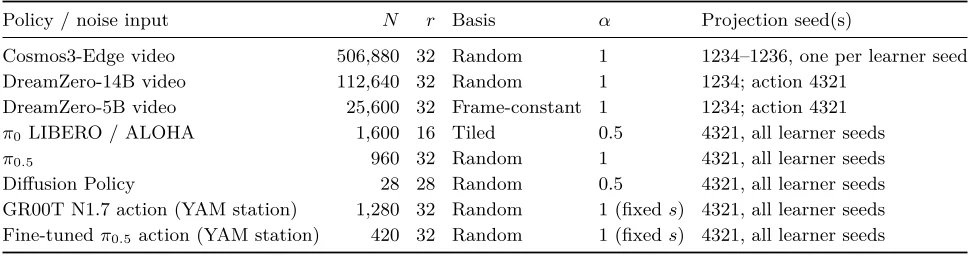 Policy / noise input N r Basis α Projection seed(s)
Cosmos3-Edge video 506,880 32 Random 1 1234–1236, one per learner seed
DreamZero-14B video 112,640 32 Random 1 1234; action 4321
DreamZero-5B video 25,600 32 Frame-constant 1 1234; action 4321
π₀ LIBERO / ALOHA 1,600 16 Tiled 0.5 4321, all learner seeds
π₀.₅ 960 32 Random 1 4321, all learner seeds
Diffusion Policy 28 28 Random 0.5 4321, all learner seeds
GR00T N1.7 action (YAM station) 1,280 32 Random 1 (fixed s) 4321, all learner seeds
Fine-tuned π₀.₅ action (YAM station) 420 32 Random 1 (fixed s) 4321, all learner seeds